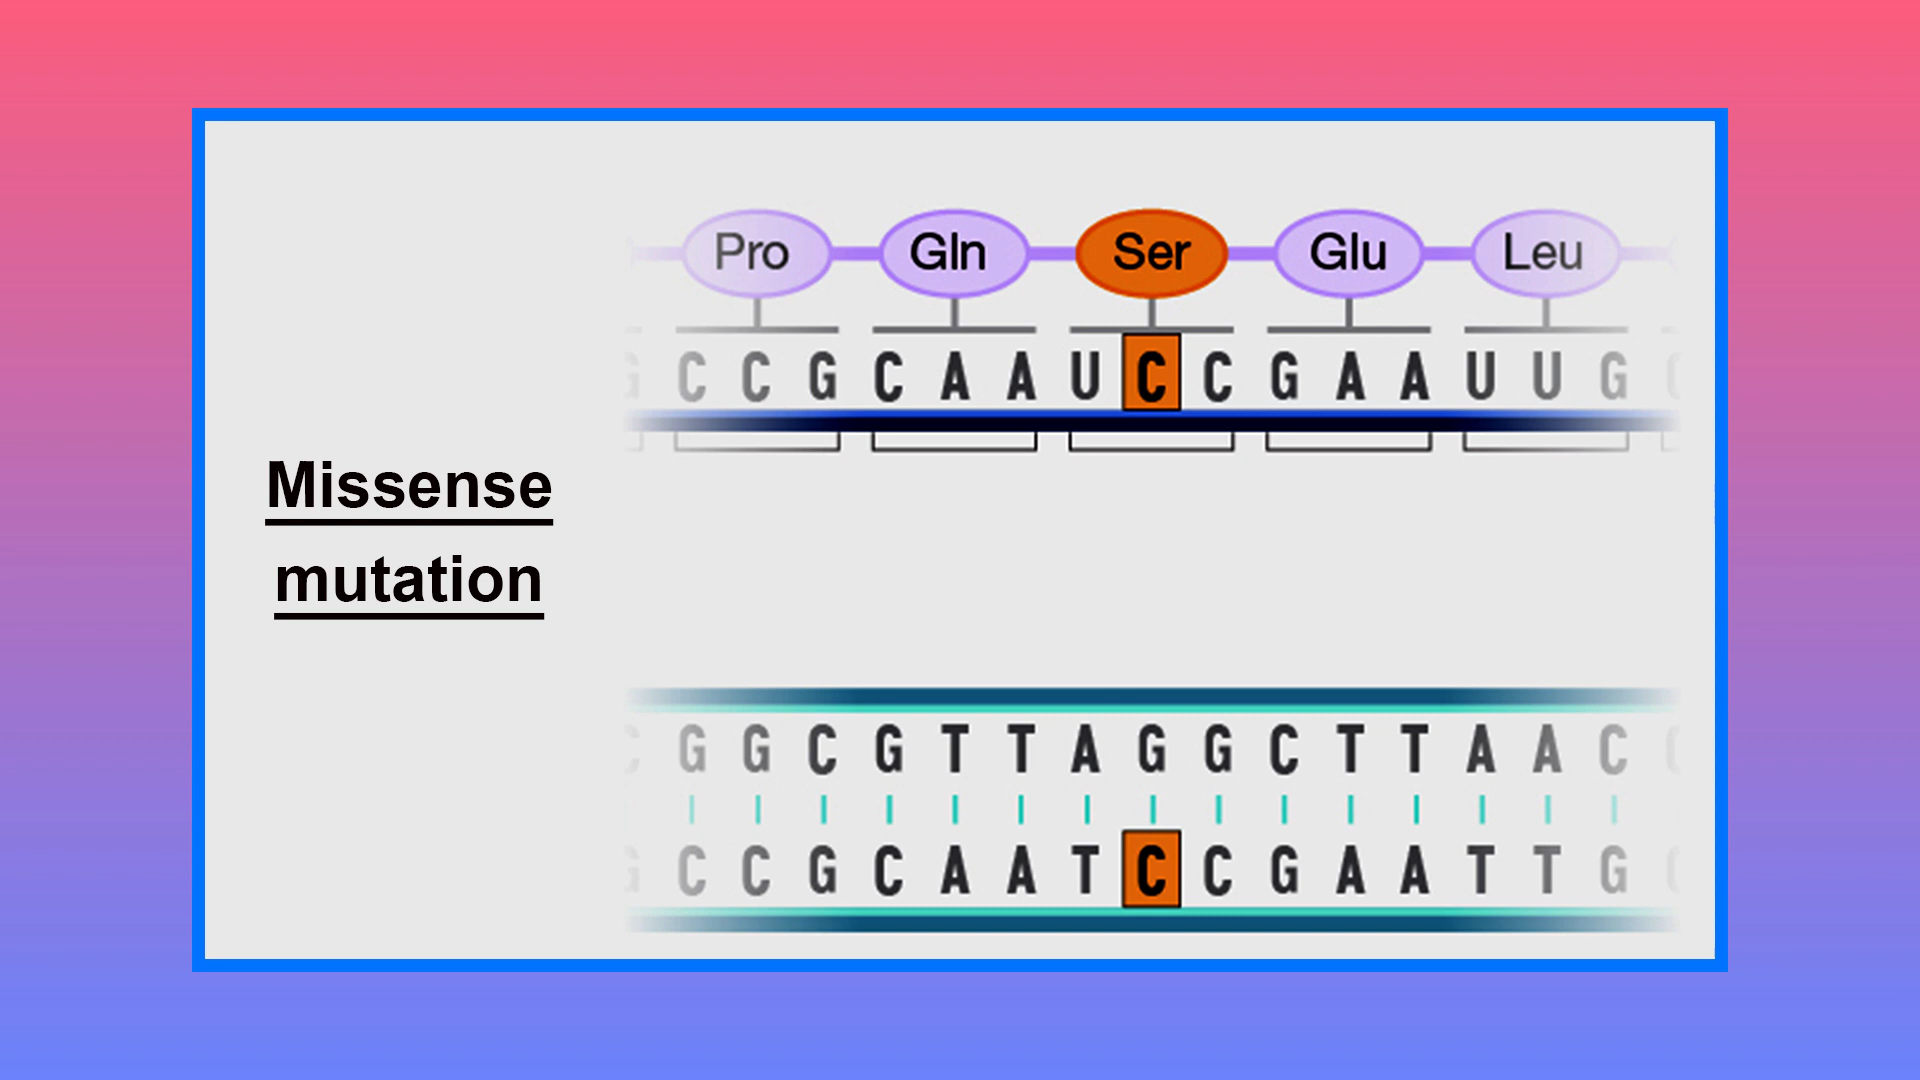 Pro Gln Ser Glu Leu
G C C G C A A U C C G A A U U G
Missense
mutation
G G C G T T A G G C T T A A C
G C C G C A A T C C G A A T T G